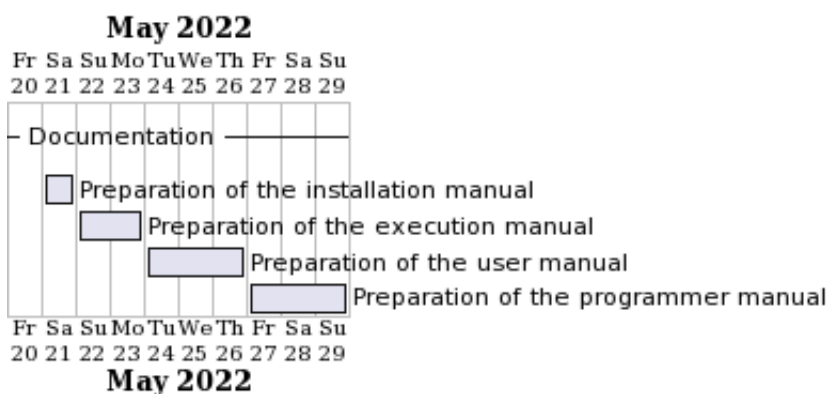 May 2022
Fr Sa Su Mo Tu We Th Fr Sa Su
20 21 22 23 24 25 26 27 28 29
Documentation
Preparation of the installation manual
Preparation of the execution manual
Preparation of the user manual
Preparation of the programmer manual
Fr Sa Su Mo Tu We Th Fr Sa Su
20 21 22 23 24 25 26 27 28 29
May 2022